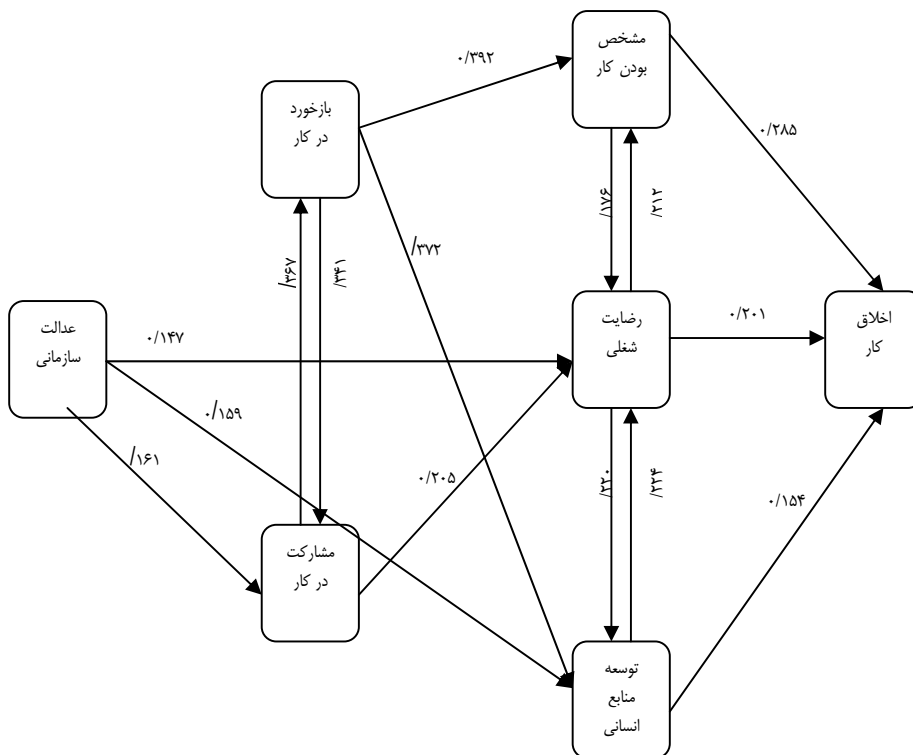 مشخص
بودن کار
۰/۳۹۲
بازخورد
در کار
۰/۲۸۵
/۱۷۶
/۲۱۲
/۳۷۲
/۳۶۷
/۳۴۱
عدالت
سازمانی
رضایت
شغلی
اخلاق
کار
۰/۲۰۱
۰/۱۴۷
۰/۱۵۹
/۱۶۱
۰/۲۰۵
/۲۲۰
/۲۲۴
۰/۱۵۴
مشارکت
در کار
توسعه
منابع
انسانی